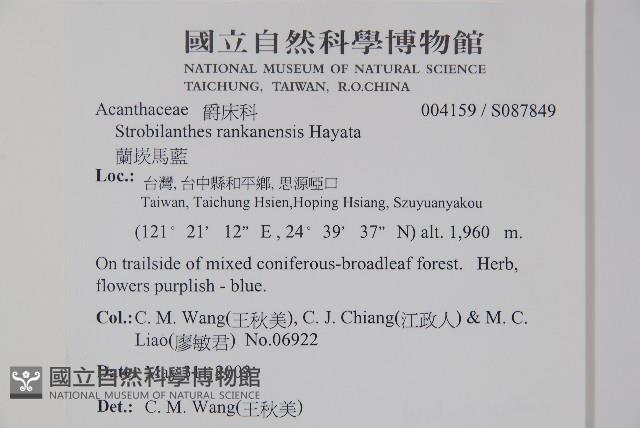 國立自然科學博物館
NATIONAL MUSEUM OF NATURAL SCIENCE
TAICHUNG, TAIWAN, R.O.CHINA
Acanthaceae 爵床科 004159 / S087849
Strobilanthes rankanensis Hayata
蘭崁馬藍
Loc.: 台灣, 台中縣和平鄉, 思源啞口
Taiwan, Taichung Hsien,Hoping Hsiang, Szuyuanyakou
(121° 21' 12" E , 24° 39' 37" N) alt. 1,960 m.
On trailside of mixed coniferous-broadleaf forest. Herb,
flowers purplish - blue.
Col.: C. M. Wang(王秋美), C. J. Chiang(江政人) & M. C.
Liao(廖敏君) No.06922
Date:
國立自然科學博物館
NATIONAL MUSEUM OF NATURAL SCIENCE
Det.: C. M. Wang(王秋美)